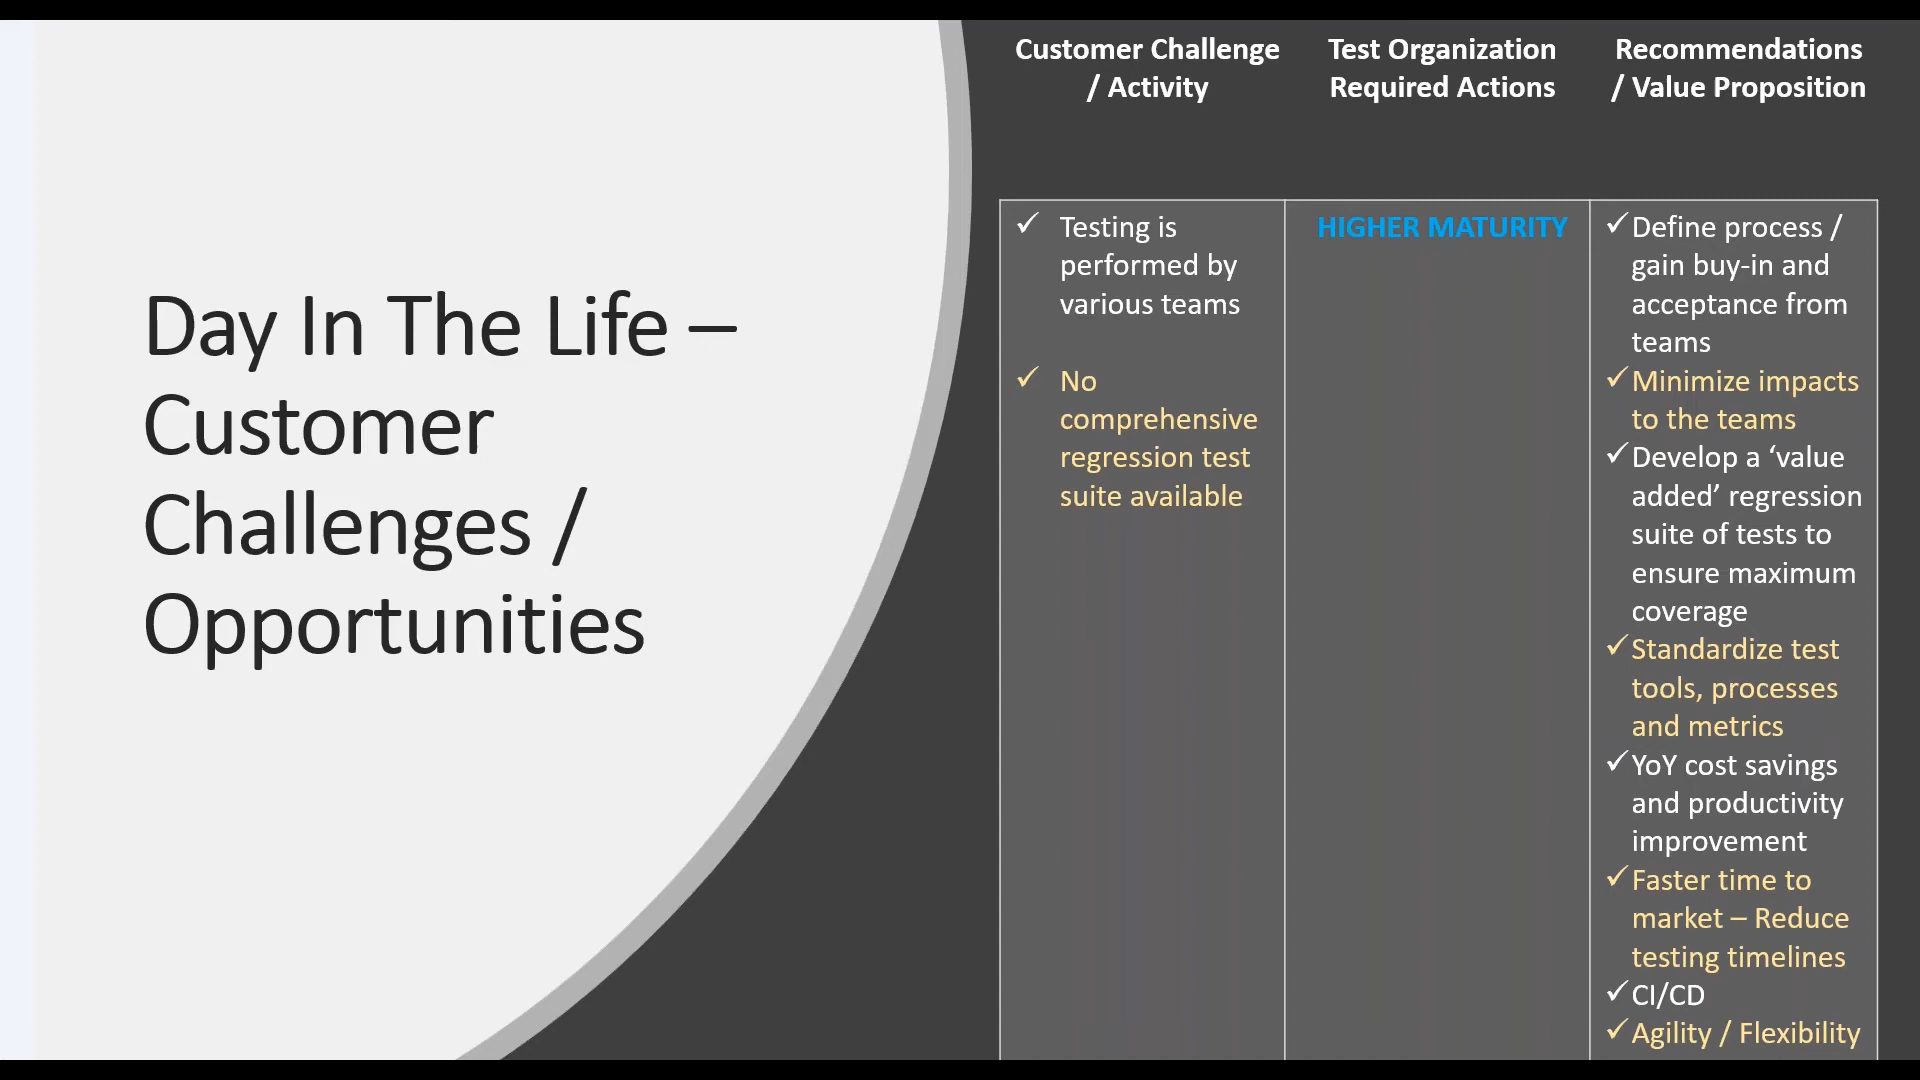 Day In The Life –
Customer
Challenges /
Opportunities
Customer Challenge
/ Activity
Test Organization
Required Actions
Recommendations
/ Value Proposition
✓ Testing is
performed by
various teams
✓ No
comprehensive
regression test
suite available
HIGHER MATURITY
✓ Define process /
gain buy-in and
acceptance from
teams
✓ Minimize impacts
to the teams
✓ Develop a ‘value
added’ regression
suite of tests to
ensure maximum
coverage
✓ Standardize test
tools, processes
and metrics
✓ YoY cost savings
and productivity
improvement
✓ Faster time to
market – Reduce
testing timelines
✓ CI/CD
✓ Agility / Flexibility